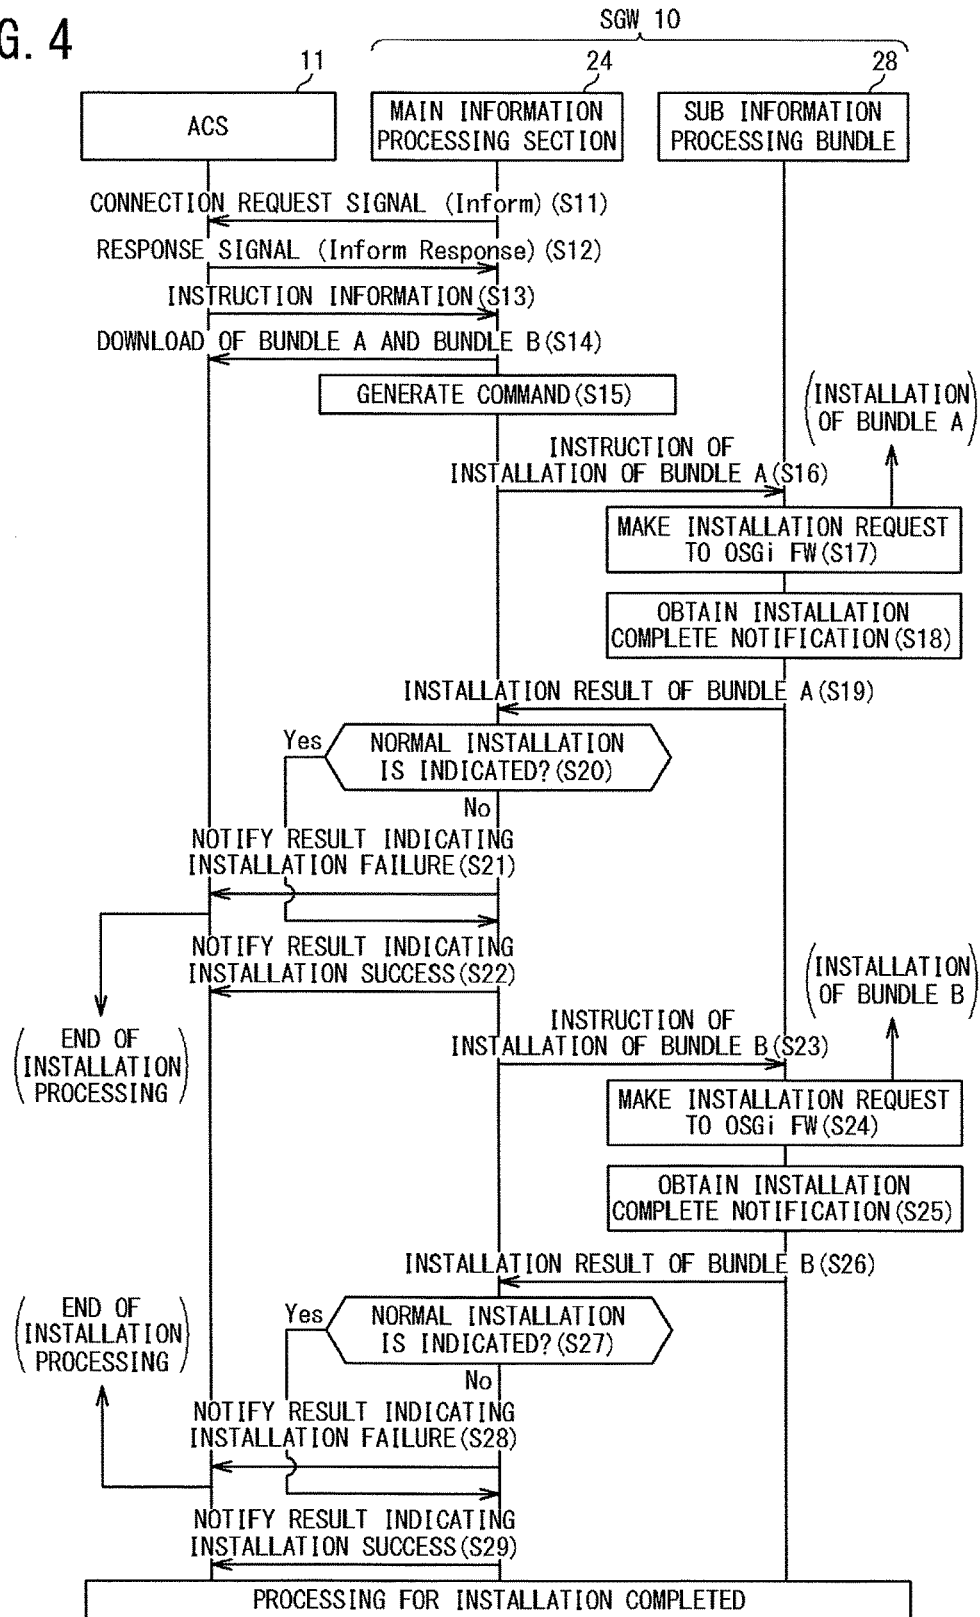 G. 4
SGW 10
11
24
28
ACS
MAIN INFORMATION
PROCESSING SECTION
SUB INFORMATION
PROCESSING BUNDLE
CONNECTION REQUEST SIGNAL (Inform)(S11)
RESPONSE SIGNAL (Inform Response)(S12)
INSTRUCTION INFORMATION(S13)
DOWNLOAD OF BUNDLE A AND BUNDLE B(S14)
GENERATE COMMAND(S15)
(INSTALLATION
OF BUNDLE A)
INSTRUCTION OF
INSTALLATION OF BUNDLE A(S16)
MAKE INSTALLATION REQUEST
TO OSGi FW(S17)
OBTAIN INSTALLATION
COMPLETE NOTIFICATION(S18)
INSTALLATION RESULT OF BUNDLE A(S19)
Yes
NORMAL INSTALLATION
IS INDICATED?(S20)
No
NOTIFY RESULT INDICATING
INSTALLATION FAILURE(S21)
NOTIFY RESULT INDICATING
INSTALLATION SUCCESS(S22)
(END OF
INSTALLATION
PROCESSING)
(INSTALLATION
OF BUNDLE B)
INSTRUCTION OF
INSTALLATION OF BUNDLE B(S23)
MAKE INSTALLATION REQUEST
TO OSGi FW(S24)
OBTAIN INSTALLATION
COMPLETE NOTIFICATION(S25)
INSTALLATION RESULT OF BUNDLE B(S26)
(END OF
INSTALLATION
PROCESSING)
Yes
NORMAL INSTALLATION
IS INDICATED?(S27)
No
NOTIFY RESULT INDICATING
INSTALLATION FAILURE(S28)
NOTIFY RESULT INDICATING
INSTALLATION SUCCESS(S29)
PROCESSING FOR INSTALLATION COMPLETED